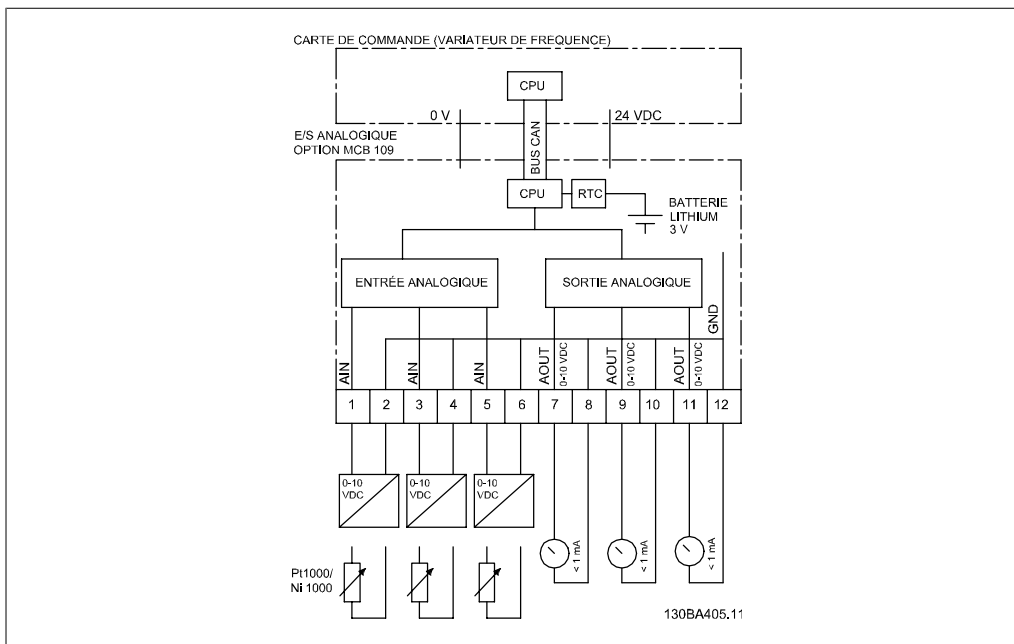 CARTE DE COMMANDE (VARIATEUR DE FREQUENCE)
CPU
0 V
24 VDC
E/S ANALOGIQUE
OPTION MCB 109
BUS CAN
CPU
RTC
BATTERIE
LITHIUM
3 V
ENTRÉE ANALOGIQUE
SORTIE ANALOGIQUE
GND
AIN
AIN
AIN
AOUT
0-10 VDC
AOUT
0-10 VDC
AOUT
0-10 VDC
1 2 3 4 5 6 7 8 9 10 11 12
0-10
VDC
0-10
VDC
0-10
VDC
< 1 mA
< 1 mA
< 1 mA
Pt1000/
Ni 1000
130BA405.11